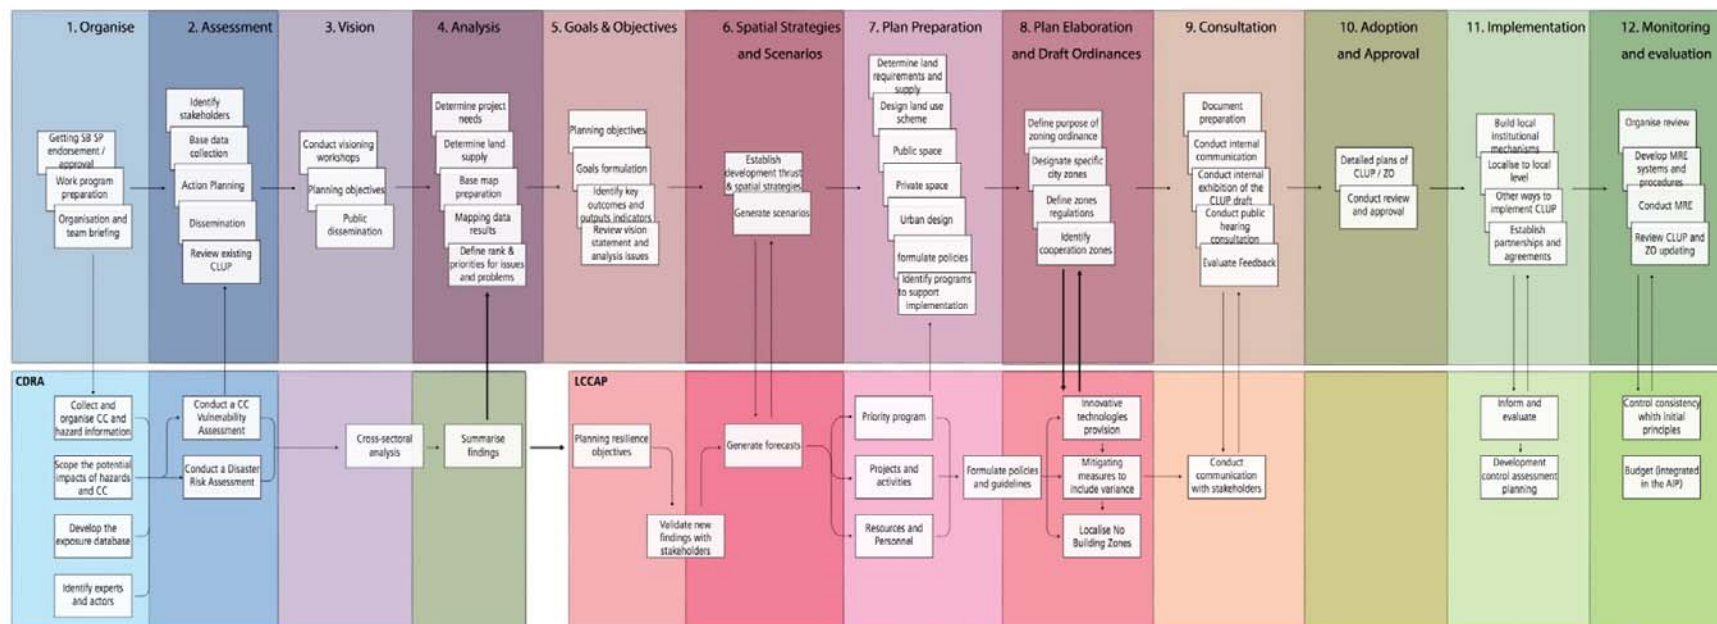 1. Organise
2. Assessment
3. Vision
4. Analysis
5. Goals & Objectives
6. Spatial Strategies
and Scenarios
7. Plan Preparation
8. Plan Elaboration
and Draft Ordinances
9. Consultation
10. Adoption
and Approval
11. Implementation
12. Monitoring
and evaluation
Getting SB SP
endorsement /
approval
Work program
preparation
Organisation and
team briefing
Identify
stakeholders
Base data
collection
Action Planning
Dissemination
Review existing
CLUP
Conduct visioning
workshops
Planning objectives
Public
dissemination
Determine project
needs
Determine land
supply
Base map
preparation
Mapping data
results
Define rank &
priorities for issues
and problems
Planning objectives
Goals formulation
Identify key
outcomes and
outputs indicators
Review vision
statement and
analysis issues
Establish
development thrust
& spatial strategies
Generate scenarios
Determine land
requirements and
supply
Design land use
scheme
Public space
Private space
Urban design
formulate policies
Identify programs
to support
implementation
Define purpose of
zoning ordinance
Designate specific
city zones
Define zones
regulations
Identify
cooperation zones
Document
preparation
Conduct internal
communication
Conduct internal
exhibition of the
CLUP draft
Conduct public
hearing
consultation
Evaluate Feedback
Detailed plans of
CLUP / ZO
Conduct review
and approval
Build local
institutional
mechanisms
Localise to local
level
Other ways to
implement CLUP
Establish
partnerships and
agreements
Organise review
Develop MRE
systems and
procedures
Conduct MRE
Review CLUP and
ZO updating
CDRA
Collect and
organise CC and
hazard information
Scope the potential
impacts of hazards
and CC
Develop the
exposure database
Identify experts
and actors
Conduct a CC
Vulnerability
Assessment
Conduct a Disaster
Risk Assessment
Cross-sectoral
analysis
Summarise
findings
LCCAP
Planning resilience
objectives
Validate new
findings with
stakeholders
Generate forecasts
Priority program
Projects and
activities
Resources and
Personnel
Formulate policies
and guidelines
Innovative
technologies
provision
Mitigating
measures to
include variance
Localise No
Building Zones
Conduct
communication
with stakeholders
Inform and
evaluate
Development
control assessment
planning
Control consistency
whith initial
principles
Budget (integrated
in the AIP)